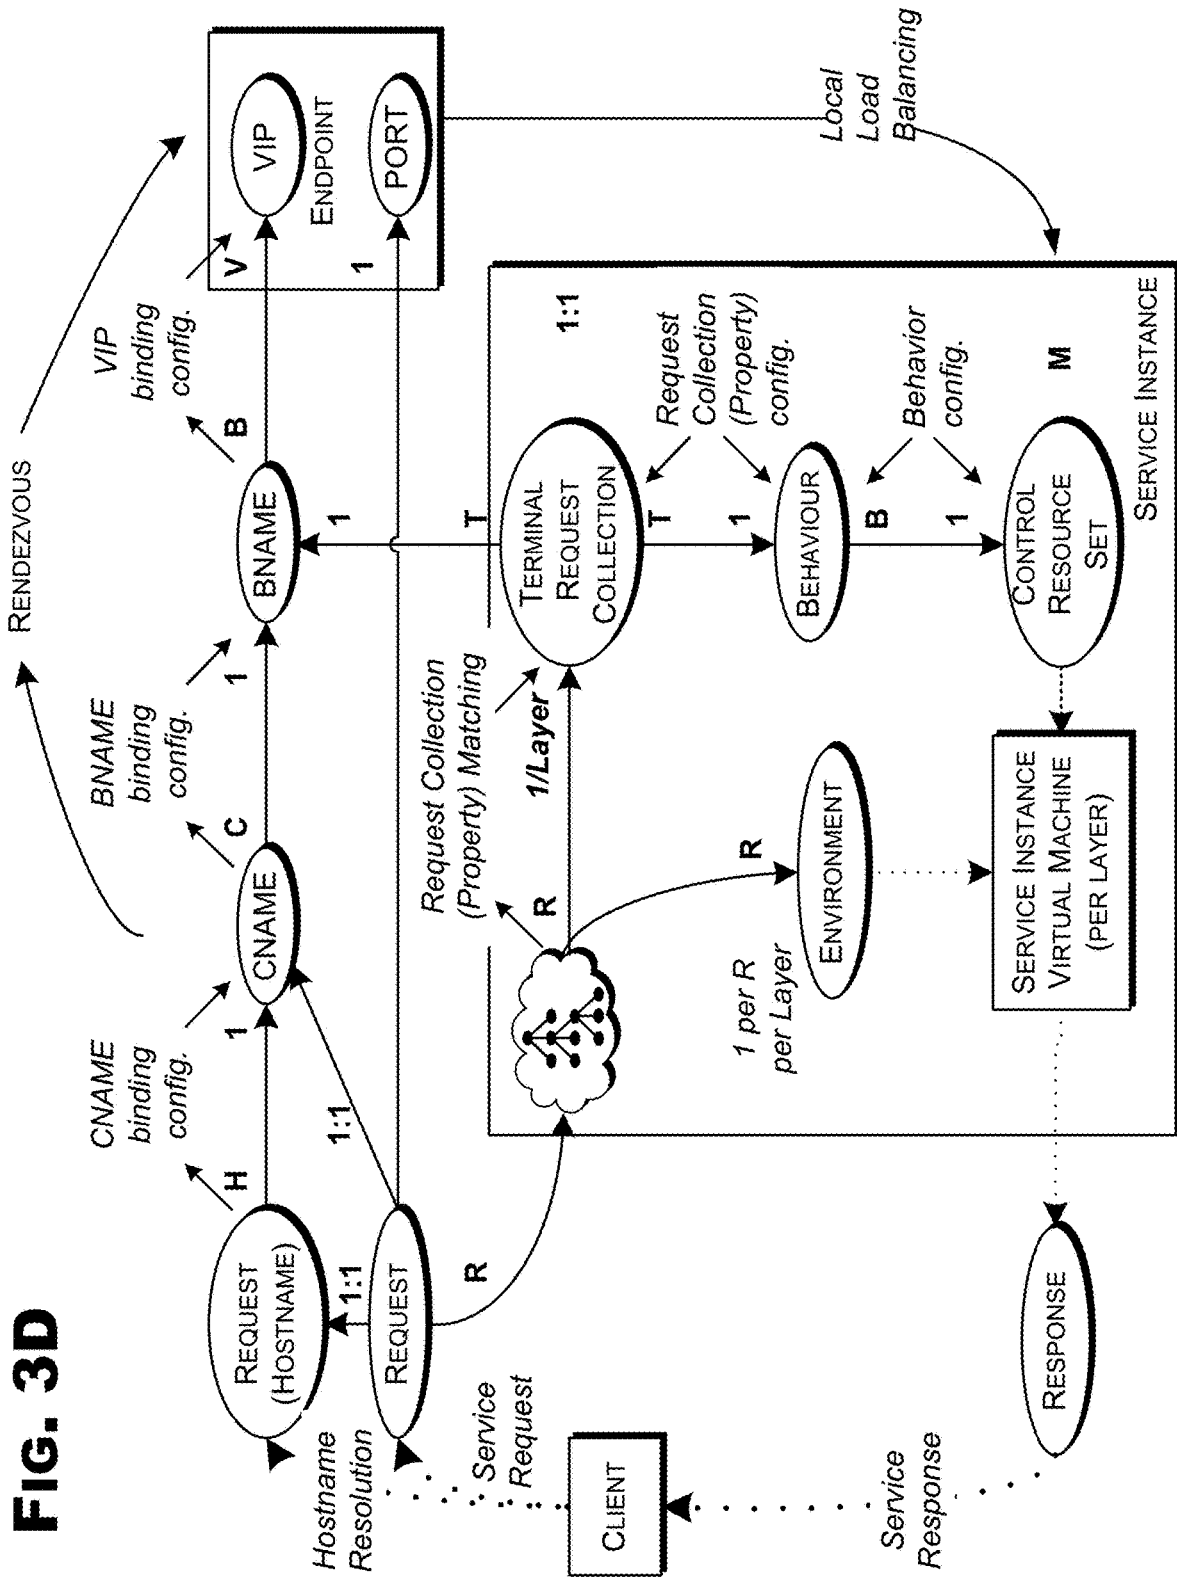 FIG. 3D
RENDEZVOUS
CNAME
binding
config.
BNAME
binding
config.
VIP
binding
config.
H
1
C
1
B
V
REQUEST
(HOSTNAME)
CNAME
BNAME
VIP
ENDPOINT
PORT
Hostname
Resolution
1:1
1:1
1
1
REQUEST
Service
Request
R
T
Request Collection
(Property) Matching
R
1/Layer
TERMINAL
REQUEST
COLLECTION
1:1
CLIENT
T
1
Request
Collection
(Property)
config.
R
1 per R
per Layer
ENVIRONMENT
BEHAVIOUR
Local
Load
Balancing
B
1
Behavior
config.
Service
Response
RESPONSE
SERVICE INSTANCE
VIRTUAL MACHINE
(PER LAYER)
CONTROL
RESOURCE
SET
M
SERVICE INSTANCE